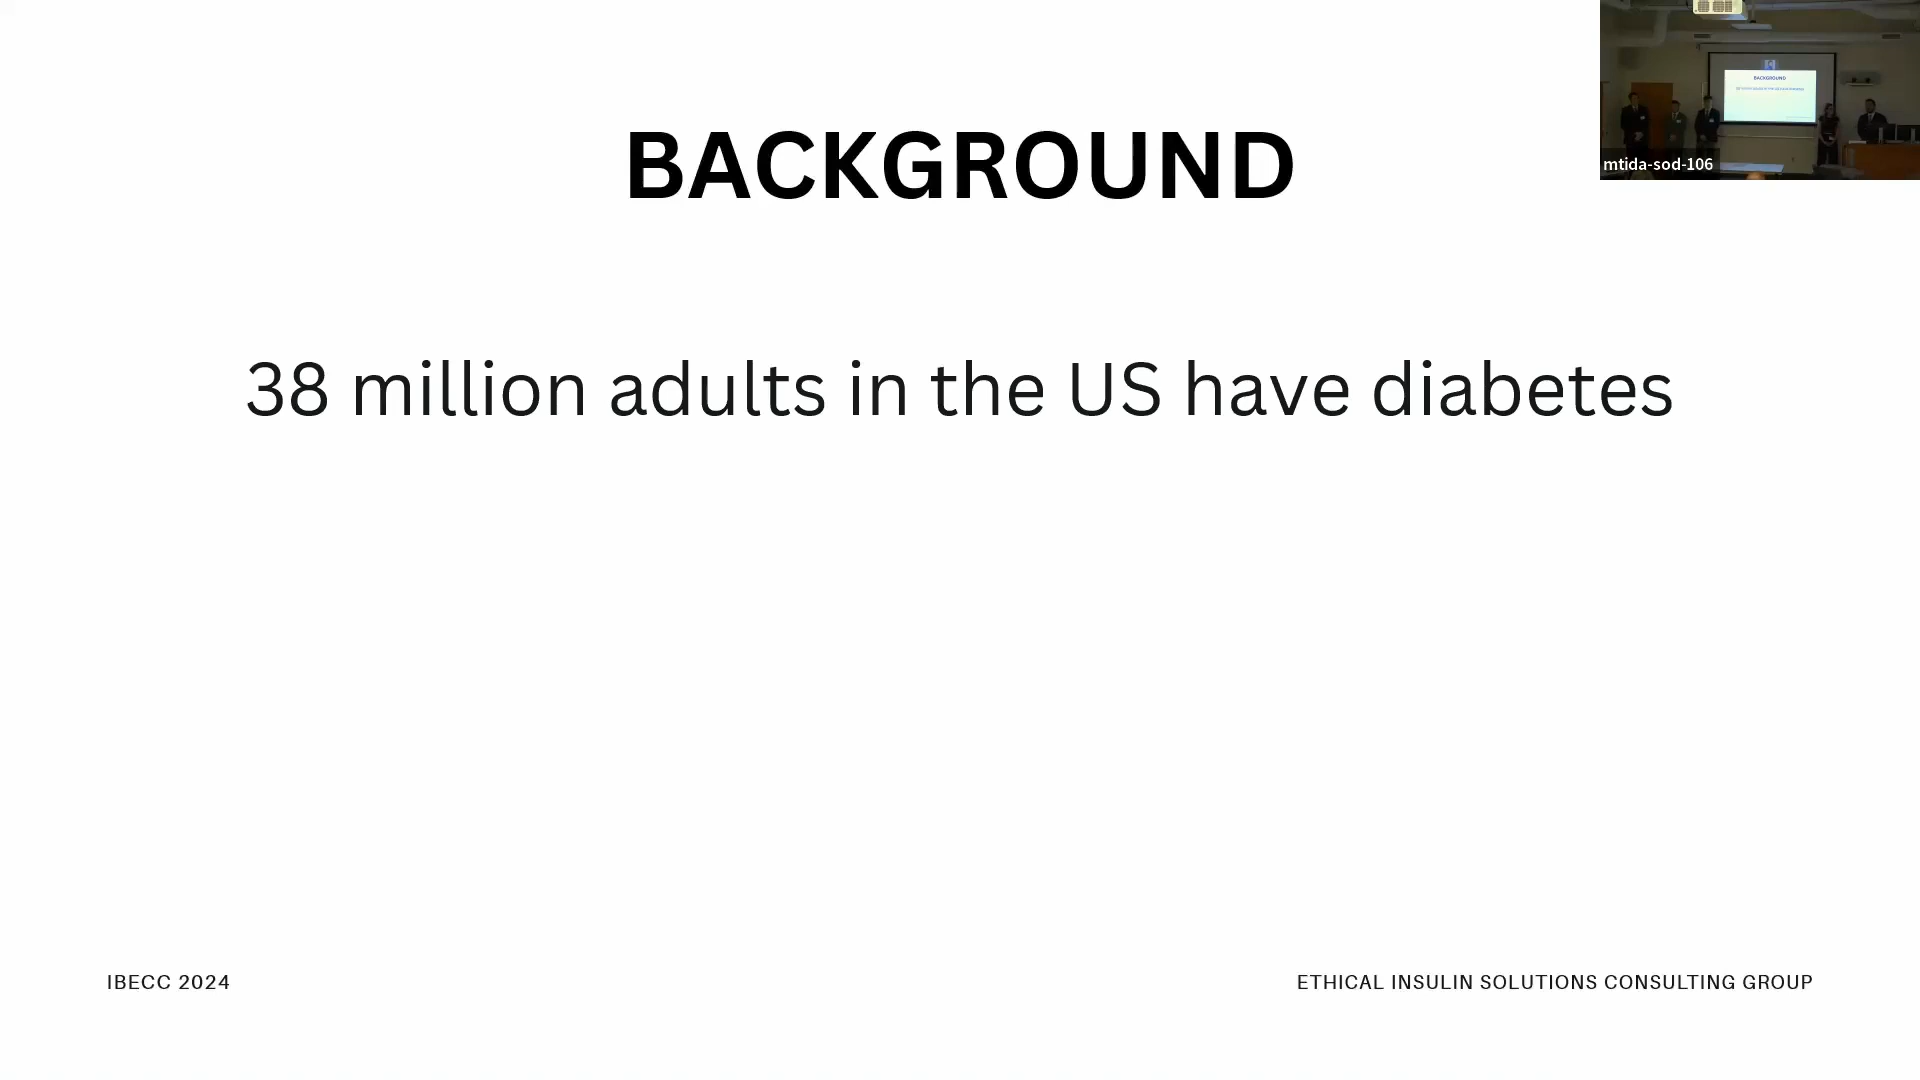 BACKGROUND
38 million adults in the US have diabetes
mtida-sod-106
BACKGROUND
IBECC 2024
ETHICAL INSULIN SOLUTIONS CONSULTING GROUP